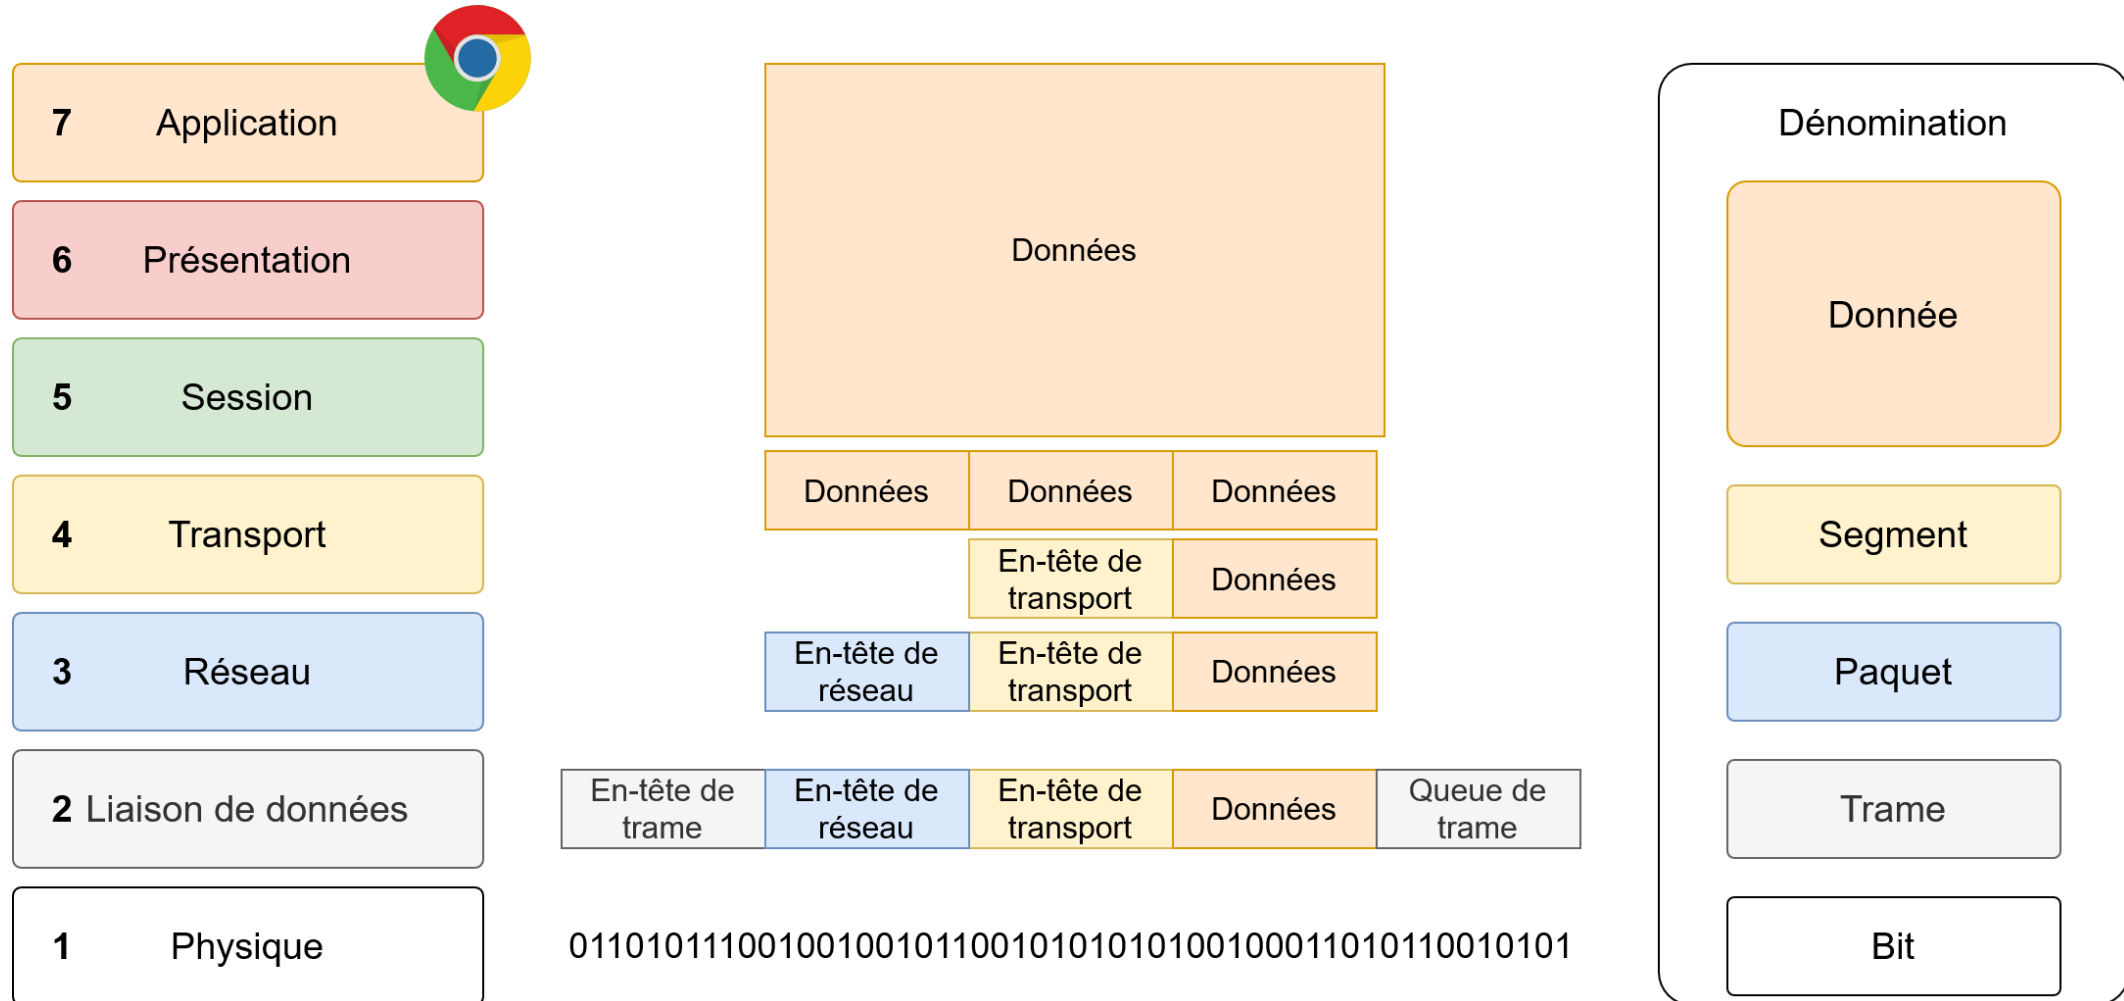 7 Application
6 Présentation
5 Session
4 Transport
3 Réseau
2 Liaison de données
1 Physique
Données
Données Données Données
En-tête de
transport
Données
En-tête de
réseau
En-tête de
transport
Données
En-tête de
trame
En-tête de
réseau
En-tête de
transport
Données
Queue de
trame
0110101110010010010110010101010100100011010110010101
Dénomination
Donnée
Segment
Paquet
Trame
Bit